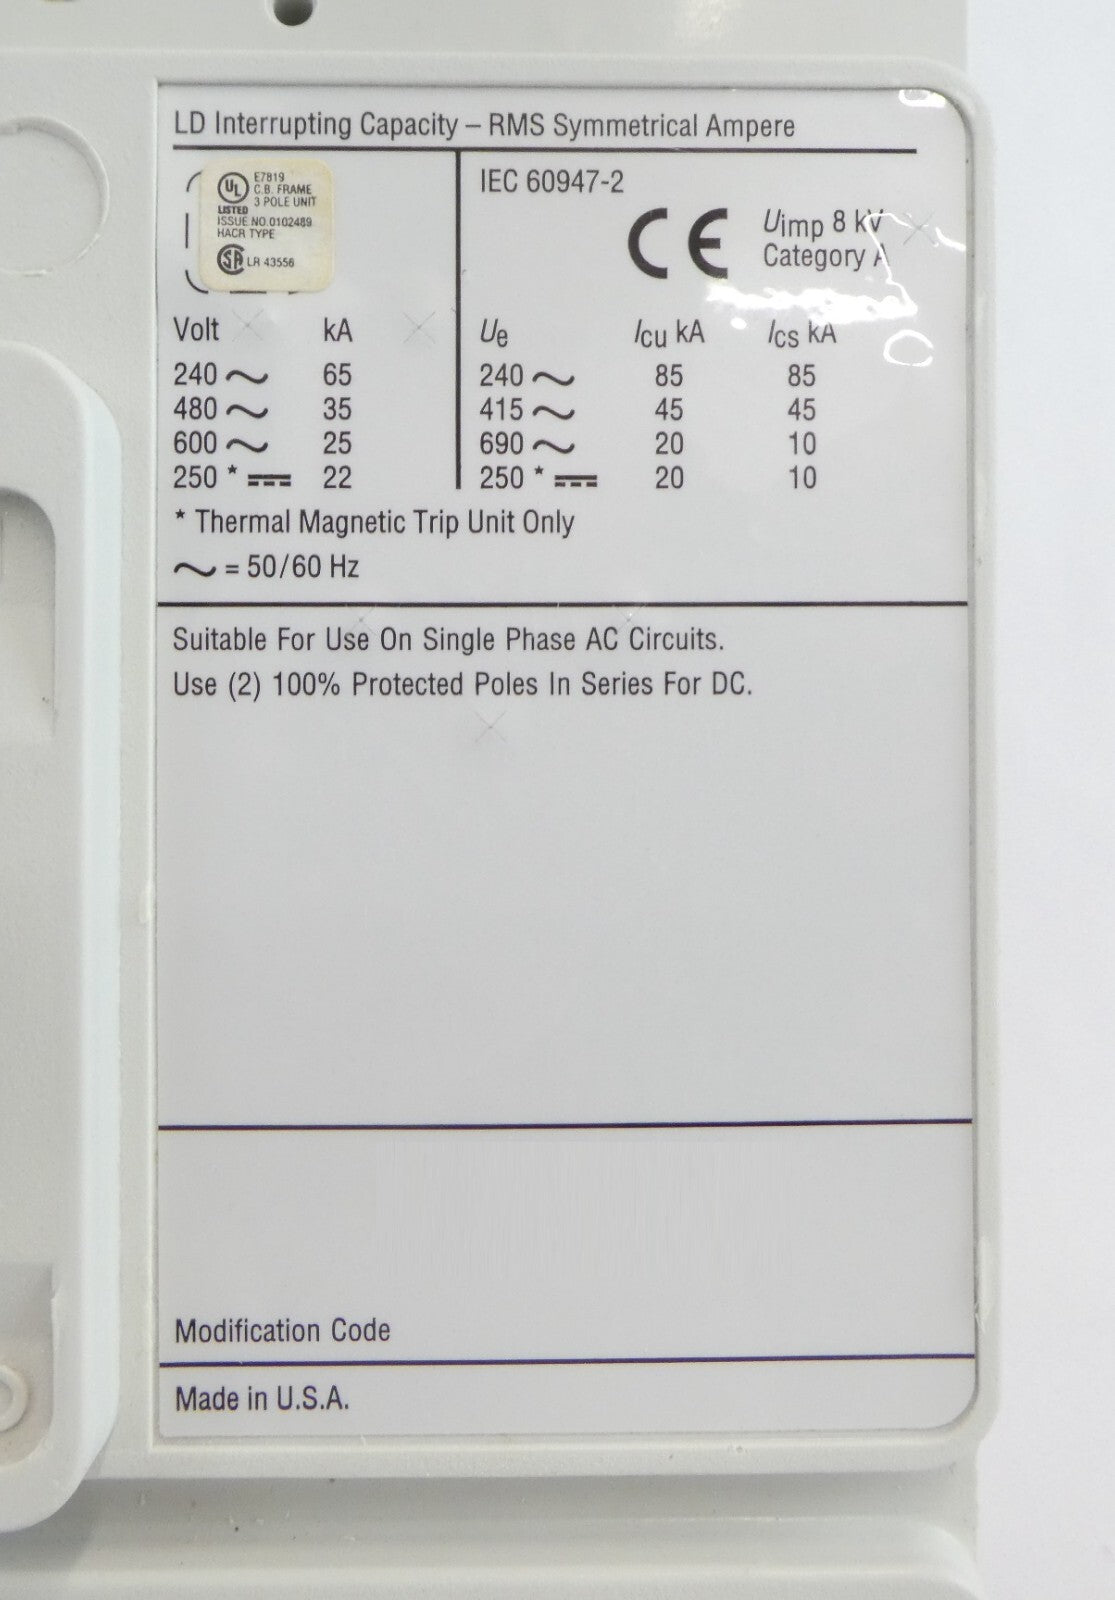 LD Interrupting Capacity – RMS Symmetrical Ampere
UL
LISTED
E7819
C.B. FRAME
3 POLE UNIT
ISSUE NO.0102489
HACR TYPE
SA LR 43556
Volt kA
240 ~ 65
480 ~ 35
600 ~ 25
250 * ⎓ 22
IEC 60947-2
CE
Uimp 8 kV
Category A
Ue Icu kA Ics kA
240 ~ 85 85
415 ~ 45 45
690 ~ 20 10
250 * ⎓ 20 10
* Thermal Magnetic Trip Unit Only
~ = 50/60 Hz
Suitable For Use On Single Phase AC Circuits.
Use (2) 100% Protected Poles In Series For DC.
Modification Code
Made in U.S.A.